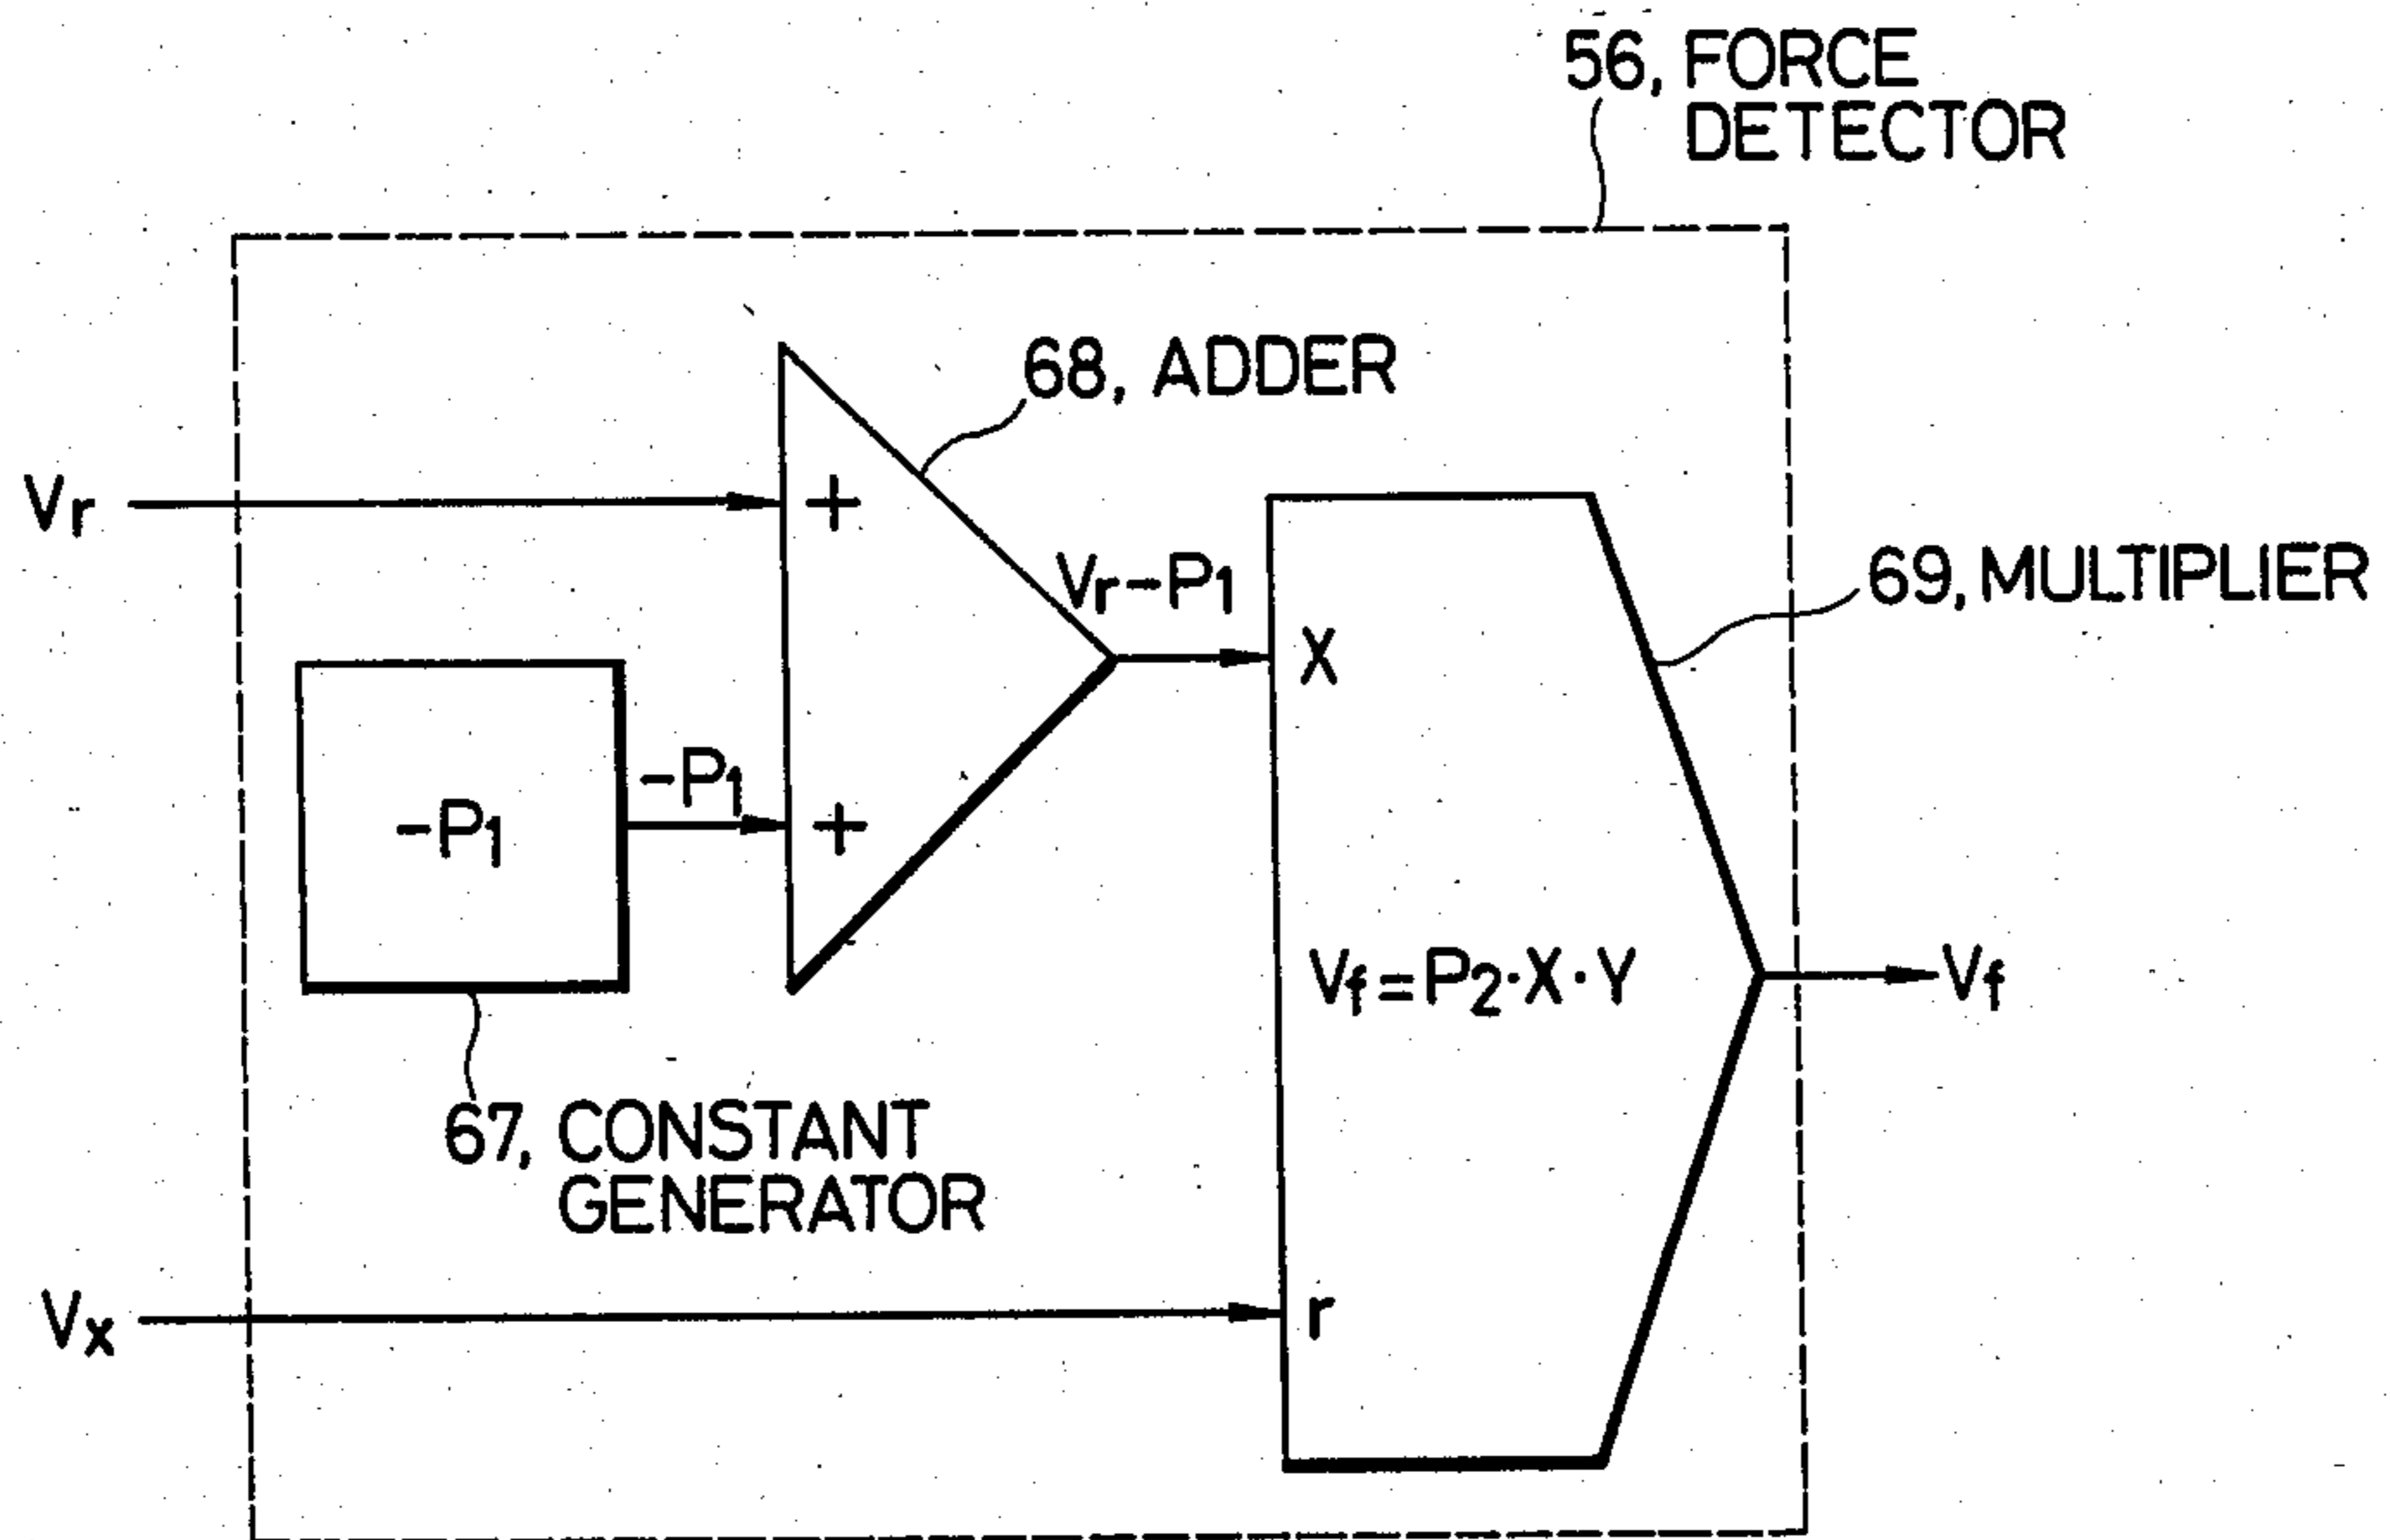 56, FORCE
DETECTOR
68, ADDER
Vr
+
Vr-P1
69, MULTIPLIER
X
-P1
-P1
+
Vf=P2·X·Y
Vf
67, CONSTANT
GENERATOR
Vx
r